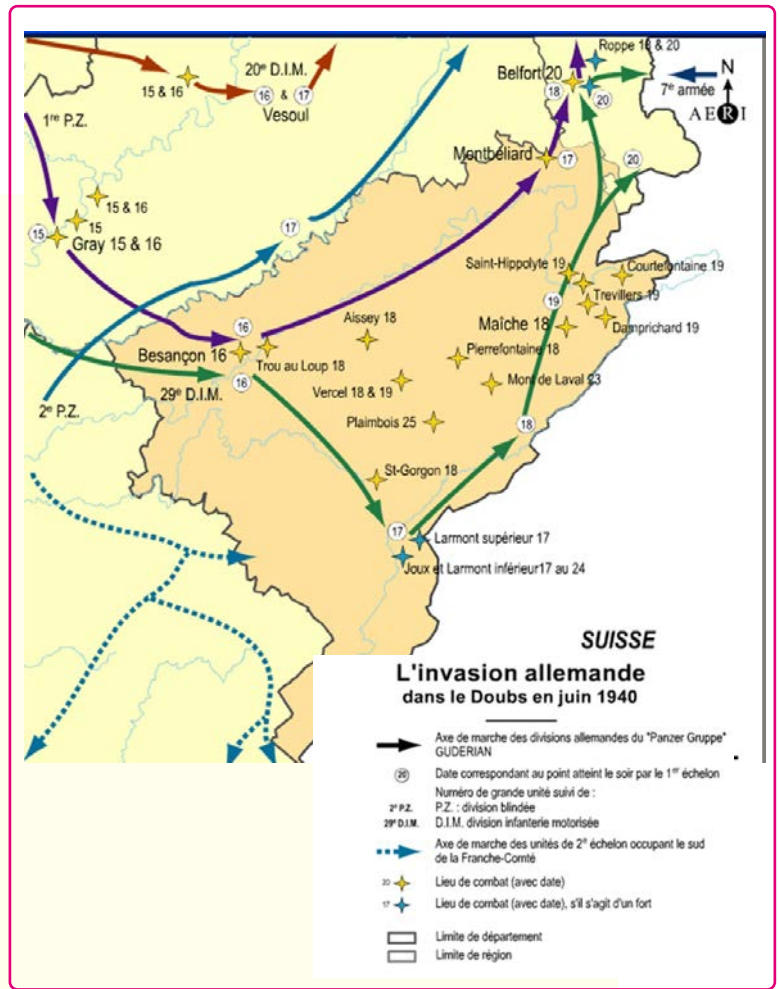 Roppe 18 & 20
20e D.I.M.
Belfort 20
N
15 & 16
16
&
17
18
20
7e armée
Vesoul
AERI
1re P.Z.
Montbéliard
17
20
15 & 16
15
15
Gray 15 & 16
17
Saint-Hippolyte 19
Courtefontaine 19
Trevillers 19
19
Aissey 18
Maîche 18
Damprichard 19
16
Besançon 16
Trou au Loup 18
Pierrefontaine 18
16
29e D.I.M.
Vercel 18 & 19
Mont de Laval 23
2e P.Z.
Plaimbois 25
18
St-Gorgon 18
17
Larmont supérieur 17
Joux et Larmont inférieur17 au 24
SUISSE
L'invasion allemande
dans le Doubs en juin 1940
Axe de marche des divisions allemandes du "Panzer Gruppe"
GUDERIAN
20 Date correspondant au point atteint le soir par le 1er échelon
Numéro de grande unité suivi de :
2e P.Z. P.Z. : division blindée
29e D.I.M. D.I.M. division infanterie motorisée
Axe de marche des unités de 2e échelon occupant le sud
de la Franche-Comté
20 Lieu de combat (avec date)
17 Lieu de combat (avec date), s'il s'agit d'un fort
Limite de département
Limite de région